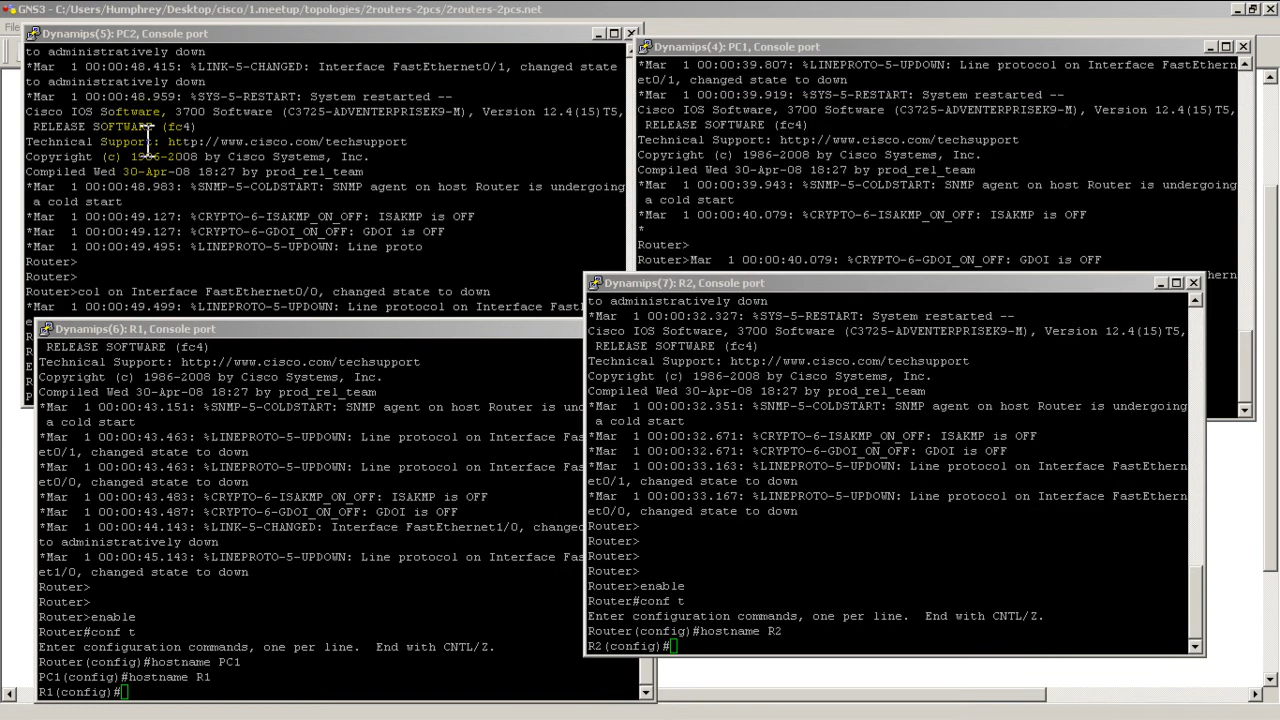 GNS3 - C:/Users/Humphrey/Desktop/cisco/1.meetup/topologies/2routers-2pcs/2routers-2pcs.net
Dynamips(5): PC2, Console port
to administratively down
*Mar  1 00:00:48.415: %LINK-5-CHANGED: Interface FastEthernet0/1, changed state
to administratively down
*Mar  1 00:00:48.959: %SYS-5-RESTART: System restarted --
Cisco IOS Software, 3700 Software (C3725-ADVENTERPRISEK9-M), Version 12.4(15)T5,
RELEASE SOFTWARE (fc4)
Technical Support: http://www.cisco.com/techsupport
Copyright (c) 1986-2008 by Cisco Systems, Inc.
Compiled Wed 30-Apr-08 18:27 by prod_rel_team
*Mar  1 00:00:48.983: %SNMP-5-COLDSTART: SNMP agent on host Router is undergoing
a cold start
*Mar  1 00:00:49.127: %CRYPTO-6-ISAKMP_ON_OFF: ISAKMP is OFF
*Mar  1 00:00:49.127: %CRYPTO-6-GDOI_ON_OFF: GDOI is OFF
*Mar  1 00:00:49.495: %LINEPROTO-5-UPDOWN: Line proto
Router>
Router>
Router>col on Interface FastEthernet0/0, changed state to down
*Mar  1 00:00:49.499: %LINEPROTO-5-UPDOWN: Line protocol on Interface FastEthern
Dynamips(4): PC1, Console port
*Mar  1 00:00:39.807: %LINEPROTO-5-UPDOWN: Line protocol on Interface FastEthern
et0/1, changed state to down
*Mar  1 00:00:39.919: %SYS-5-RESTART: System restarted --
Cisco IOS Software, 3700 Software (C3725-ADVENTERPRISEK9-M), Version 12.4(15)T5,
RELEASE SOFTWARE (fc4)
Technical Support: http://www.cisco.com/techsupport
Copyright (c) 1986-2008 by Cisco Systems, Inc.
Compiled Wed 30-Apr-08 18:27 by prod_rel_team
*Mar  1 00:00:39.943: %SNMP-5-COLDSTART: SNMP agent on host Router is undergoing
a cold start
*Mar  1 00:00:40.079: %CRYPTO-6-ISAKMP_ON_OFF: ISAKMP is OFF
*
Router>
Router>Mar  1 00:00:40.079: %CRYPTO-6-GDOI_ON_OFF: GDOI is OFF
Dynamips(6): R1, Console port
RELEASE SOFTWARE (fc4)
Technical Support: http://www.cisco.com/techsupport
Copyright (c) 1986-2008 by Cisco Systems, Inc.
Compiled Wed 30-Apr-08 18:27 by prod_rel_team
*Mar  1 00:00:43.151: %SNMP-5-COLDSTART: SNMP agent on host Router is unde
a cold start
*Mar  1 00:00:43.463: %LINEPROTO-5-UPDOWN: Line protocol on Interface Fas
et0/1, changed state to down
*Mar  1 00:00:43.463: %LINEPROTO-5-UPDOWN: Line protocol on Interface Fas
et0/0, changed state to down
*Mar  1 00:00:43.483: %CRYPTO-6-ISAKMP_ON_OFF: ISAKMP is OFF
*Mar  1 00:00:43.487: %CRYPTO-6-GDOI_ON_OFF: GDOI is OFF
*Mar  1 00:00:44.143: %LINK-5-CHANGED: Interface FastEthernet1/0, changed
to administratively down
*Mar  1 00:00:45.143: %LINEPROTO-5-UPDOWN: Line protocol on Interface Fas
et1/0, changed state to down
Router>
Router>
Router>enable
Router#conf t
Enter configuration commands, one per line.  End with CNTL/Z.
Router(config)#hostname PC1
PC1(config)#hostname R1
R1(config)#
Dynamips(7): R2, Console port
to administratively down
*Mar  1 00:00:32.327: %SYS-5-RESTART: System restarted --
Cisco IOS Software, 3700 Software (C3725-ADVENTERPRISEK9-M), Version 12.4(15)T5,
RELEASE SOFTWARE (fc4)
Technical Support: http://www.cisco.com/techsupport
Copyright (c) 1986-2008 by Cisco Systems, Inc.
Compiled Wed 30-Apr-08 18:27 by prod_rel_team
*Mar  1 00:00:32.351: %SNMP-5-COLDSTART: SNMP agent on host Router is undergoing
a cold start
*Mar  1 00:00:32.671: %CRYPTO-6-ISAKMP_ON_OFF: ISAKMP is OFF
*Mar  1 00:00:32.671: %CRYPTO-6-GDOI_ON_OFF: GDOI is OFF
*Mar  1 00:00:33.163: %LINEPROTO-5-UPDOWN: Line protocol on Interface FastEthern
et0/1, changed state to down
*Mar  1 00:00:33.167: %LINEPROTO-5-UPDOWN: Line protocol on Interface FastEthern
et0/0, changed state to down
Router>
Router>
Router>
Router>
Router>enable
Router#conf t
Enter configuration commands, one per line.  End with CNTL/Z.
Router(config)#hostname R2
R2(config)#